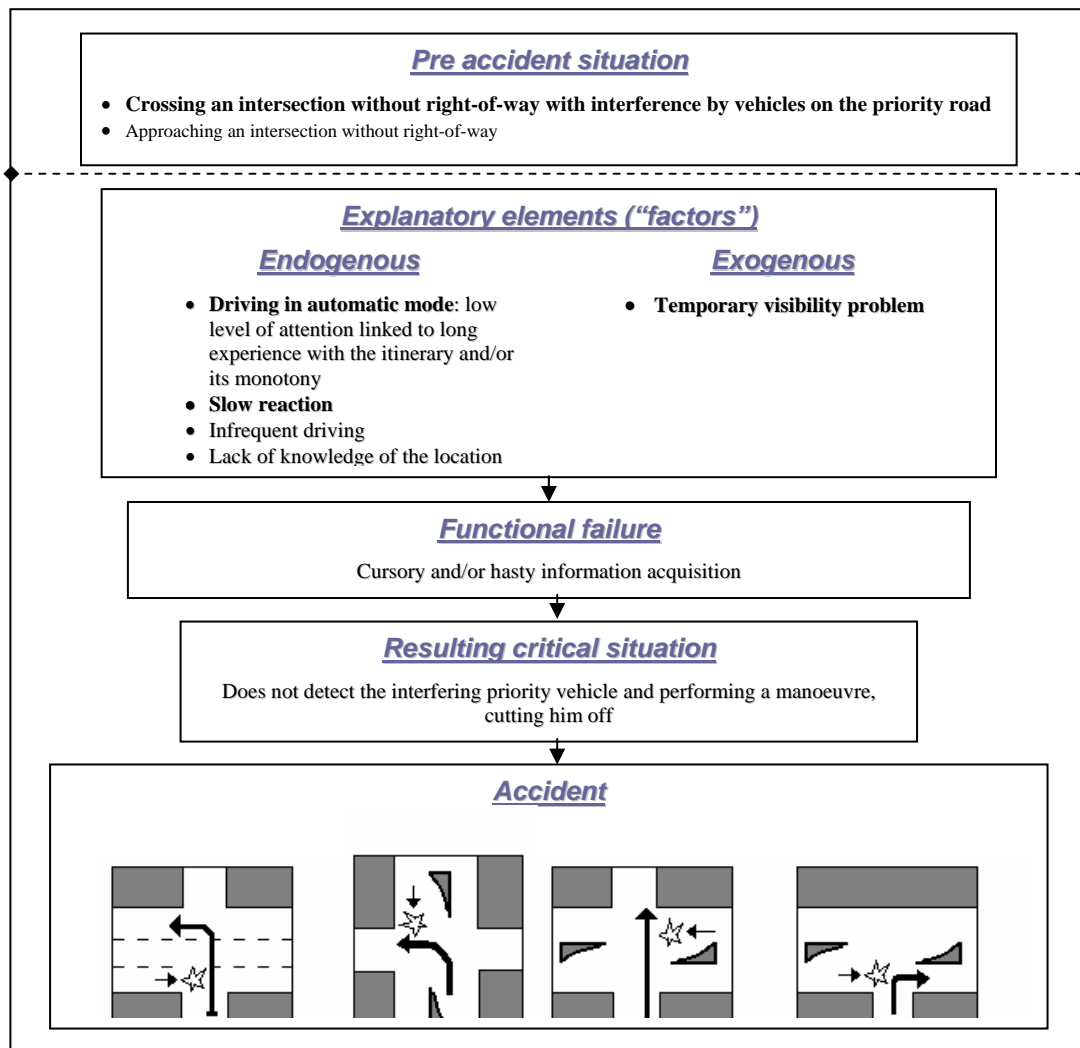 Pre accident situation
• Crossing an intersection without right-of-way with interference by vehicles on the priority road
• Approaching an intersection without right-of-way
Explanatory elements (“factors”)
Endogenous
• Driving in automatic mode: low
level of attention linked to long
experience with the itinerary and/or
its monotony
• Slow reaction
• Infrequent driving
• Lack of knowledge of the location
Exogenous
• Temporary visibility problem
Functional failure
Cursory and/or hasty information acquisition
Resulting critical situation
Does not detect the interfering priority vehicle and performing a manoeuvre,
cutting him off
Accident